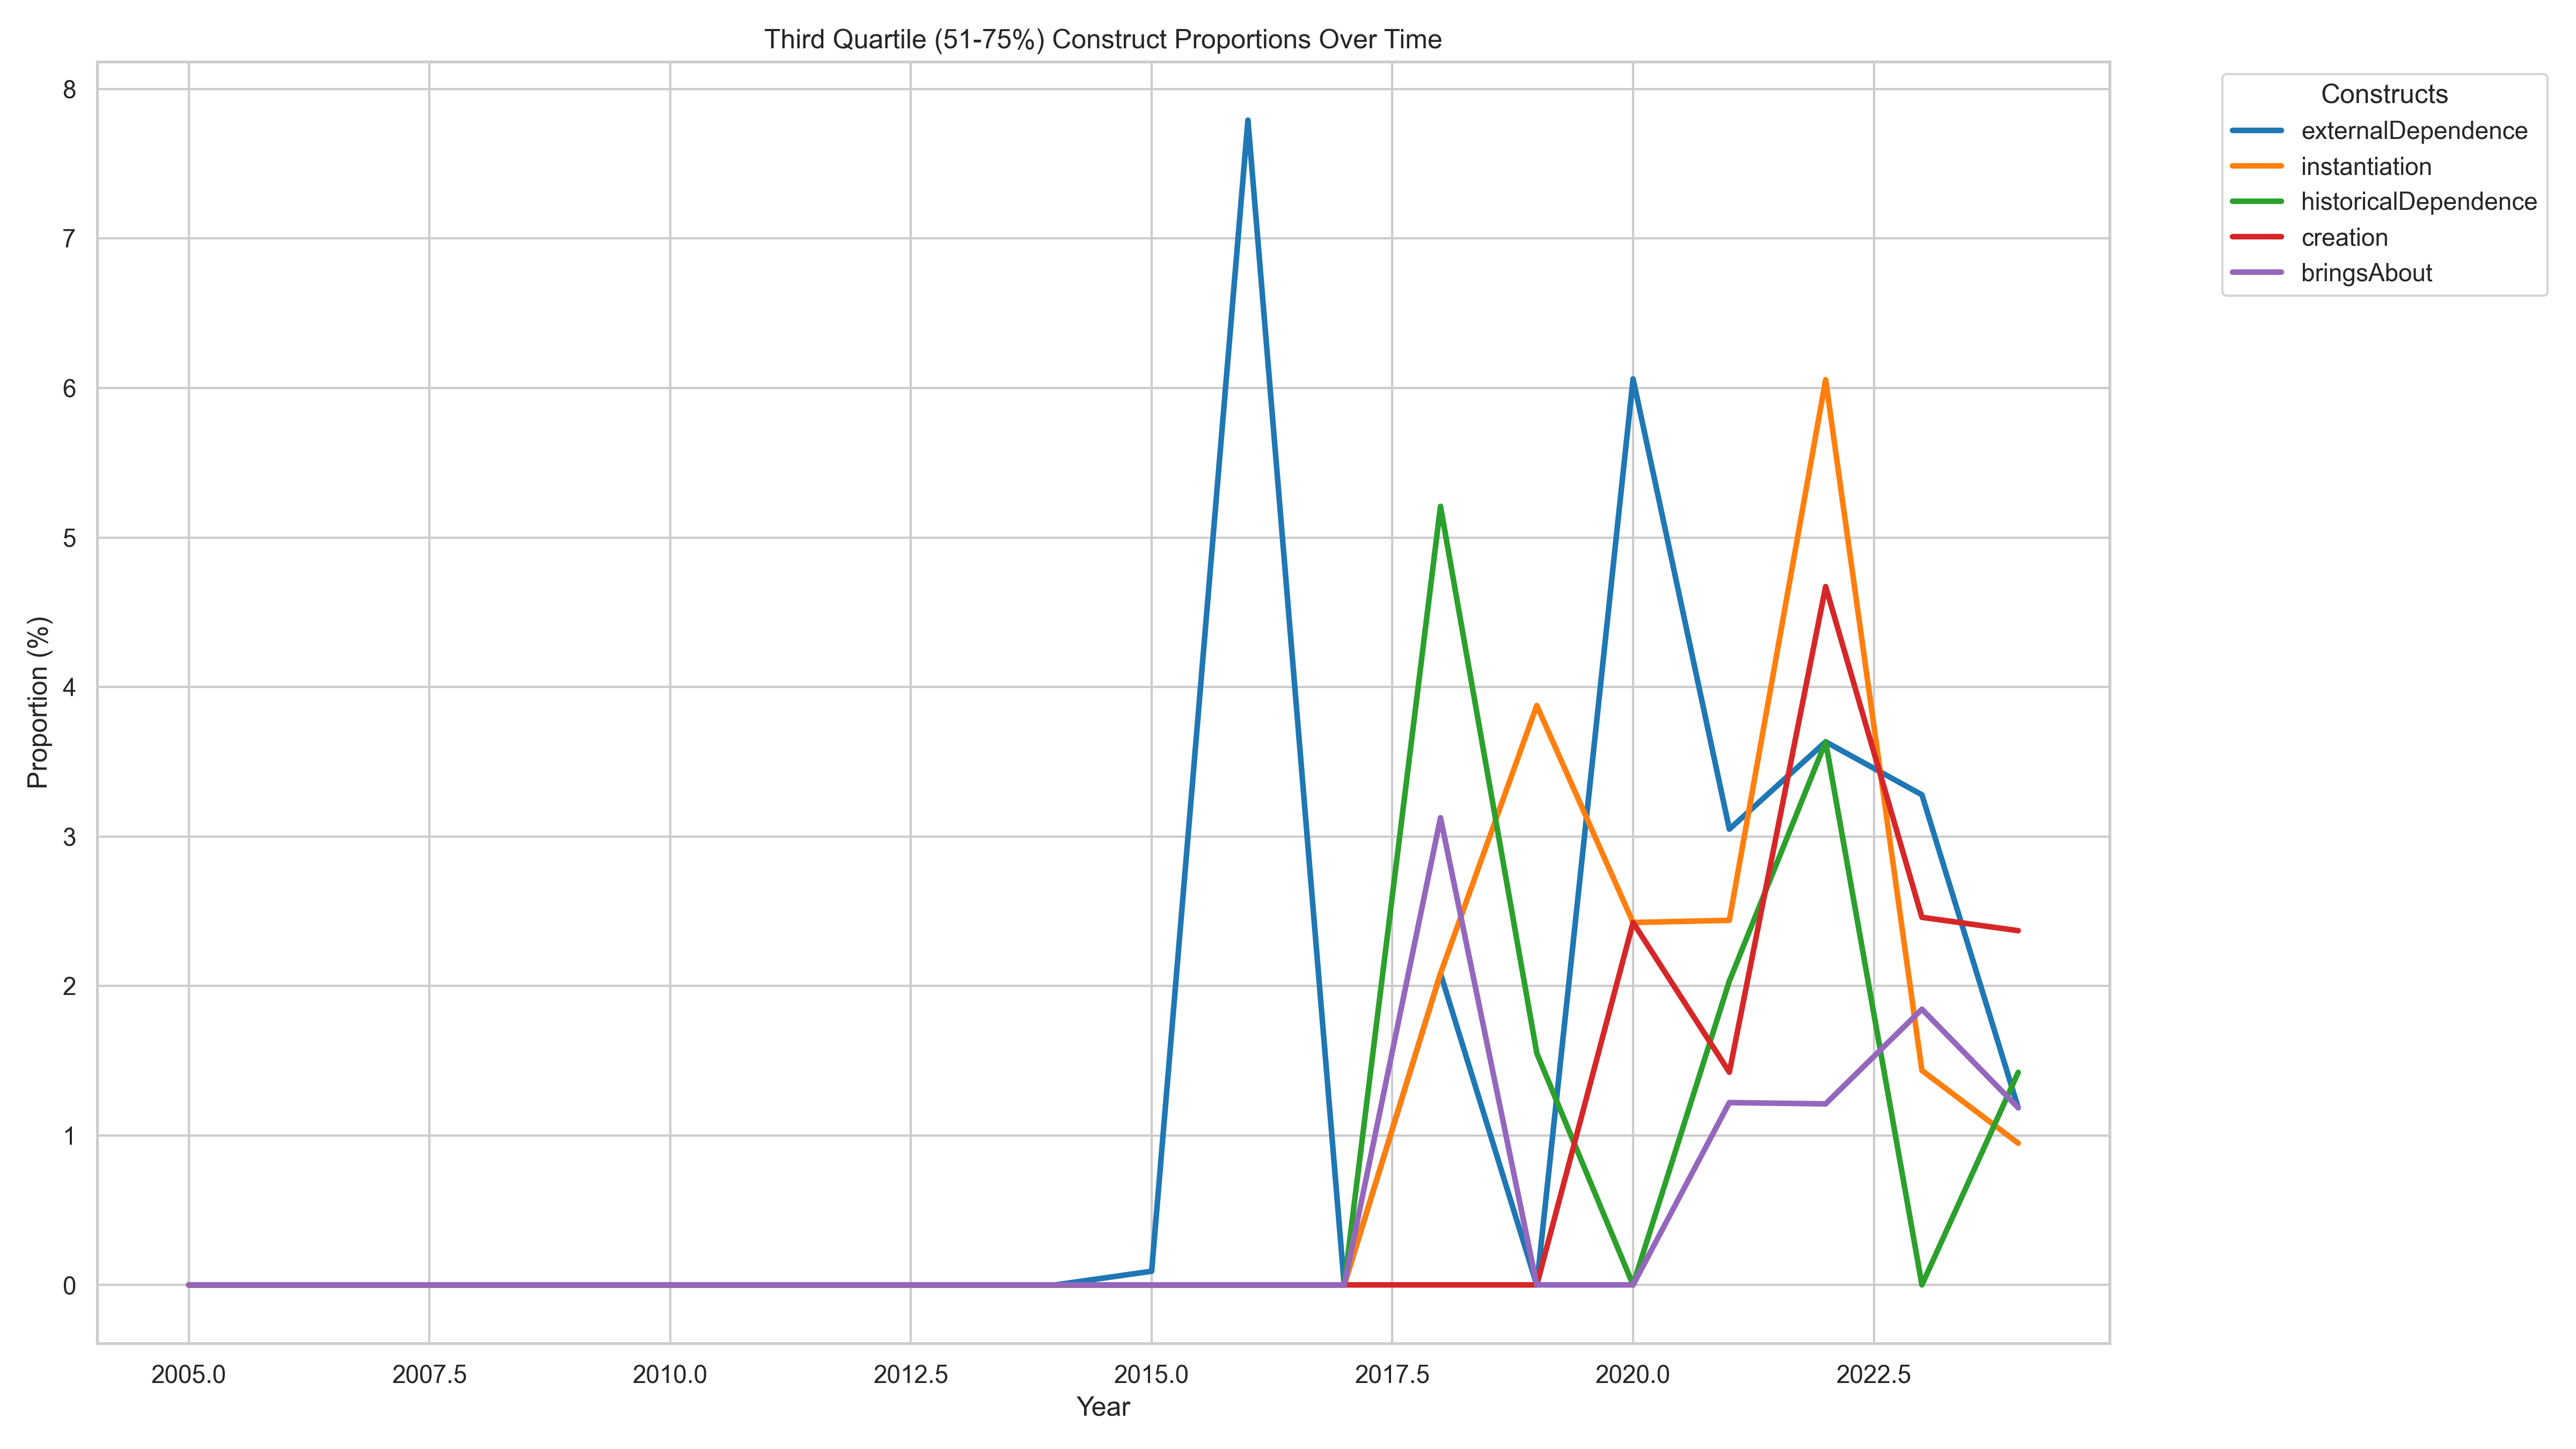 Third Quartile (51-75%) Construct Proportions Over Time
Constructs
externalDependence
instantiation
historicalDependence
creation
bringsAbout
Proportion (%)
8
7
6
5
4
3
2
1
0
2005.0 2007.5 2010.0 2012.5 2015.0 2017.5 2020.0 2022.5
Year